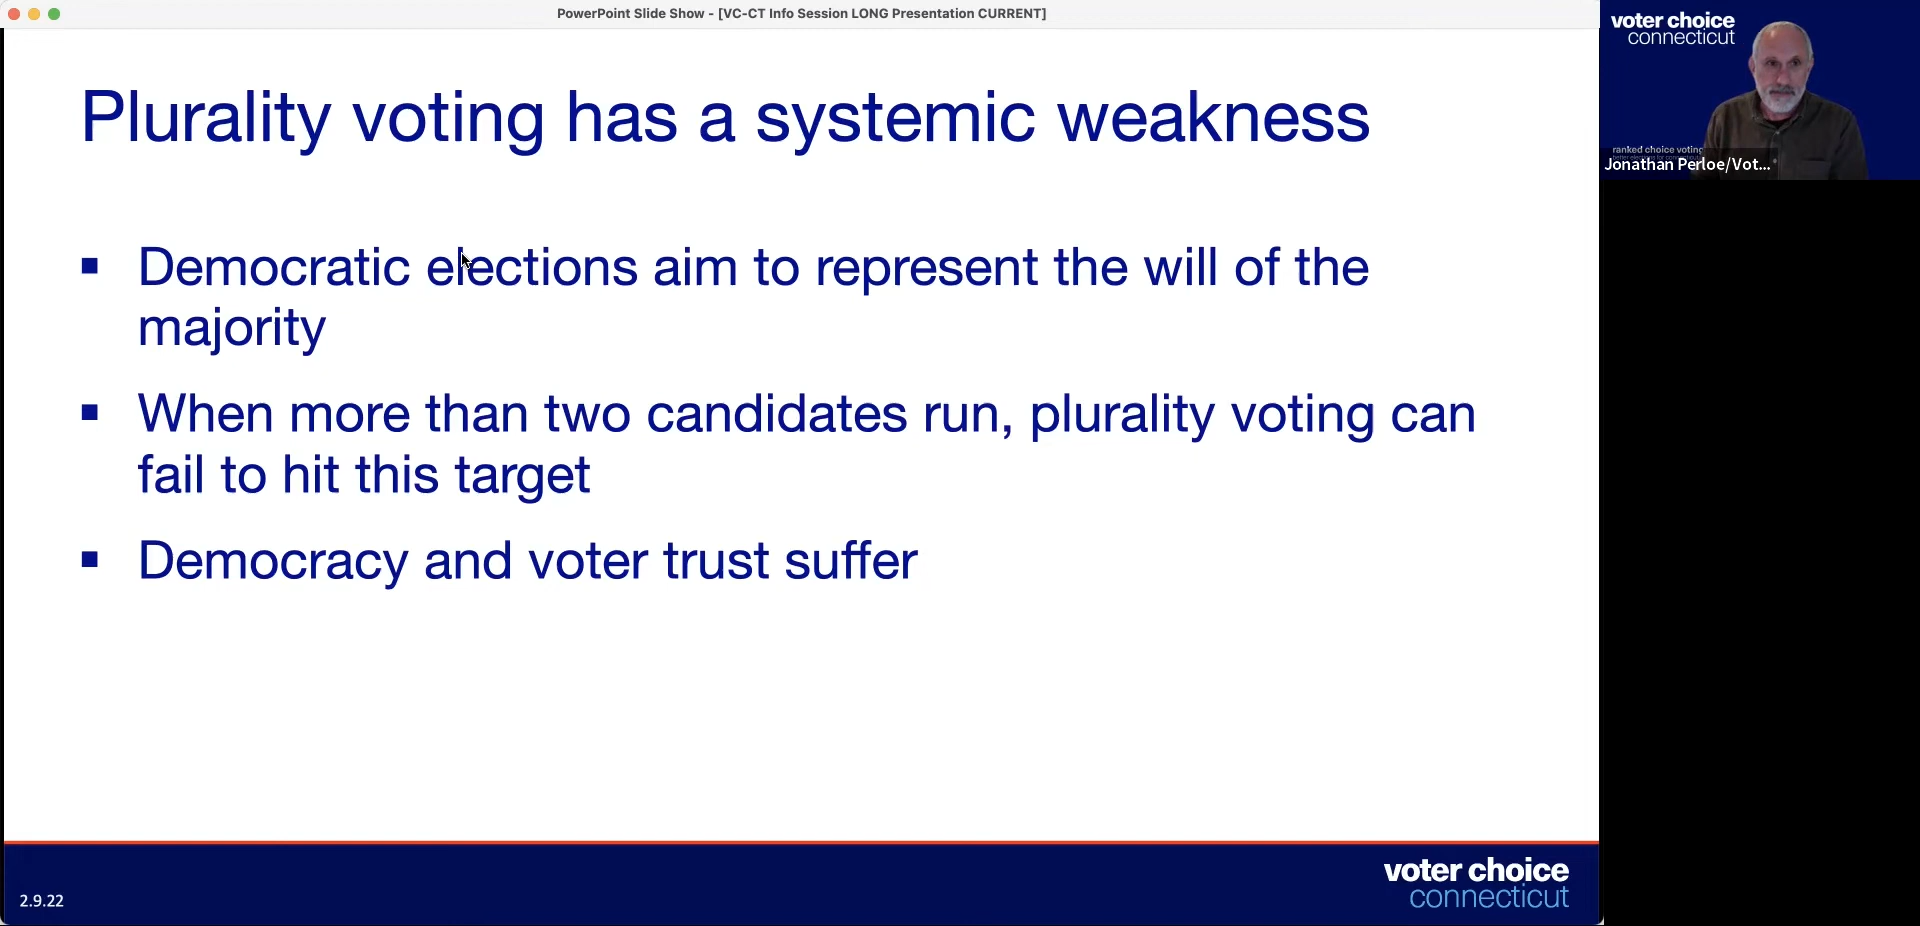 PowerPoint Slide Show - [VC-CT Info Session LONG Presentation CURRENT]
Plurality voting has a systemic weakness
▪ Democratic elections aim to represent the will of the
majority
▪ When more than two candidates run, plurality voting can
fail to hit this target
▪ Democracy and voter trust suffer
2.9.22
voter choice
connecticut
voter choice
connecticut
ranked choice voting
Jonathan Perloe/Vot...